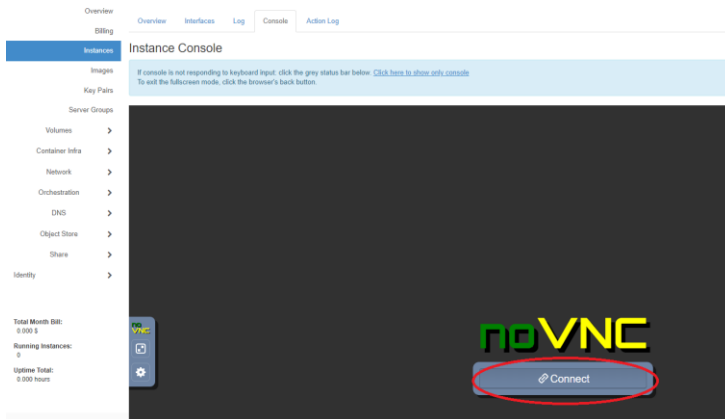 Overview
Billing
Instances
Images
Key Pairs
Server Groups
Volumes
Container Infra
Network
Orchestration
DNS
Object Store
Share
Identity
Total Month Bill:
0.000 $
Running Instances:
0
Uptime Total:
0.000 hours
Overview Interfaces Log Console Action Log
Instance Console
If console is not responding to keyboard input: click the grey status bar below. Click here to show only console
To exit the fullscreen mode, click the browser's back button.
no
VNC
noVNC
Connect